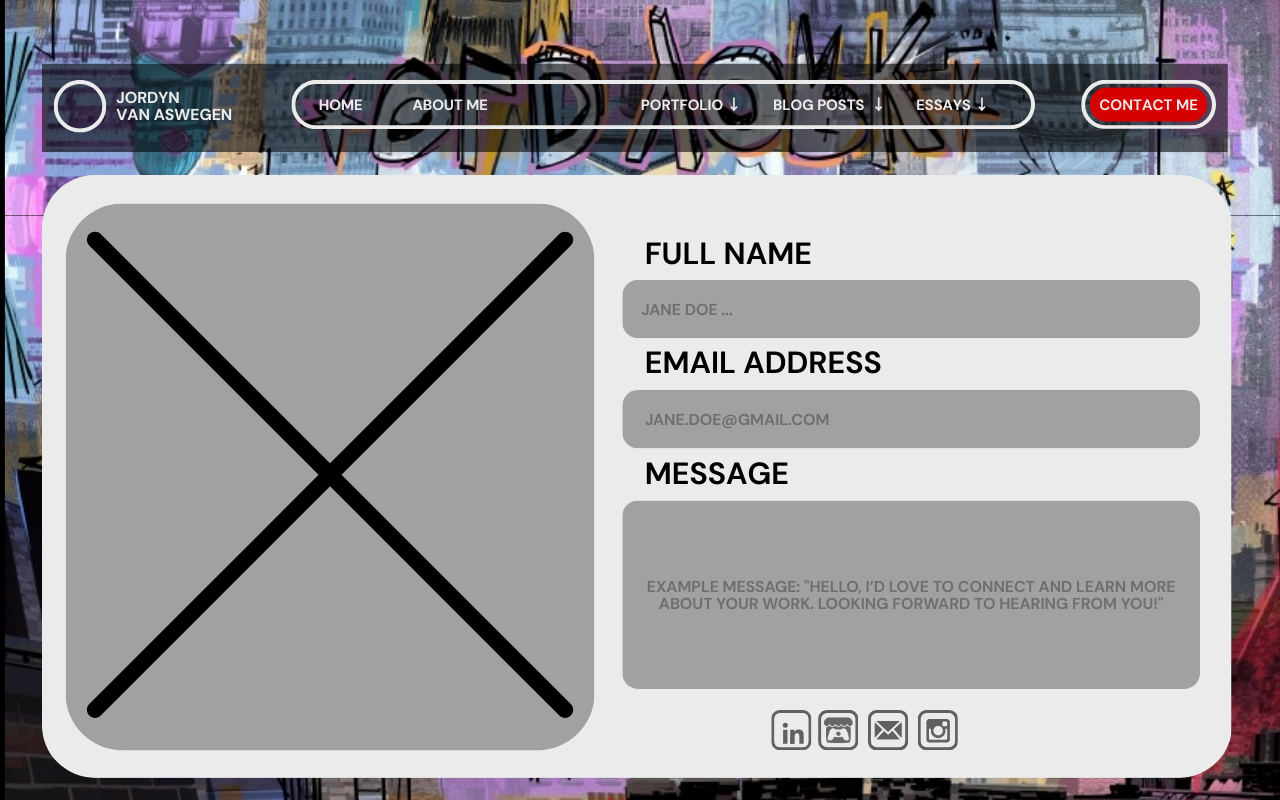 JORDYN
VAN ASWEGEN
HOME
ABOUT ME
PORTFOLIO ↓
BLOG POSTS ↓
ESSAYS ↓
CONTACT ME
FULL NAME
JANE DOE ...
EMAIL ADDRESS
JANE.DOE@GMAIL.COM
MESSAGE
EXAMPLE MESSAGE: "HELLO, I'D LOVE TO CONNECT AND LEARN MORE
ABOUT YOUR WORK. LOOKING FORWARD TO HEARING FROM YOU!"
in